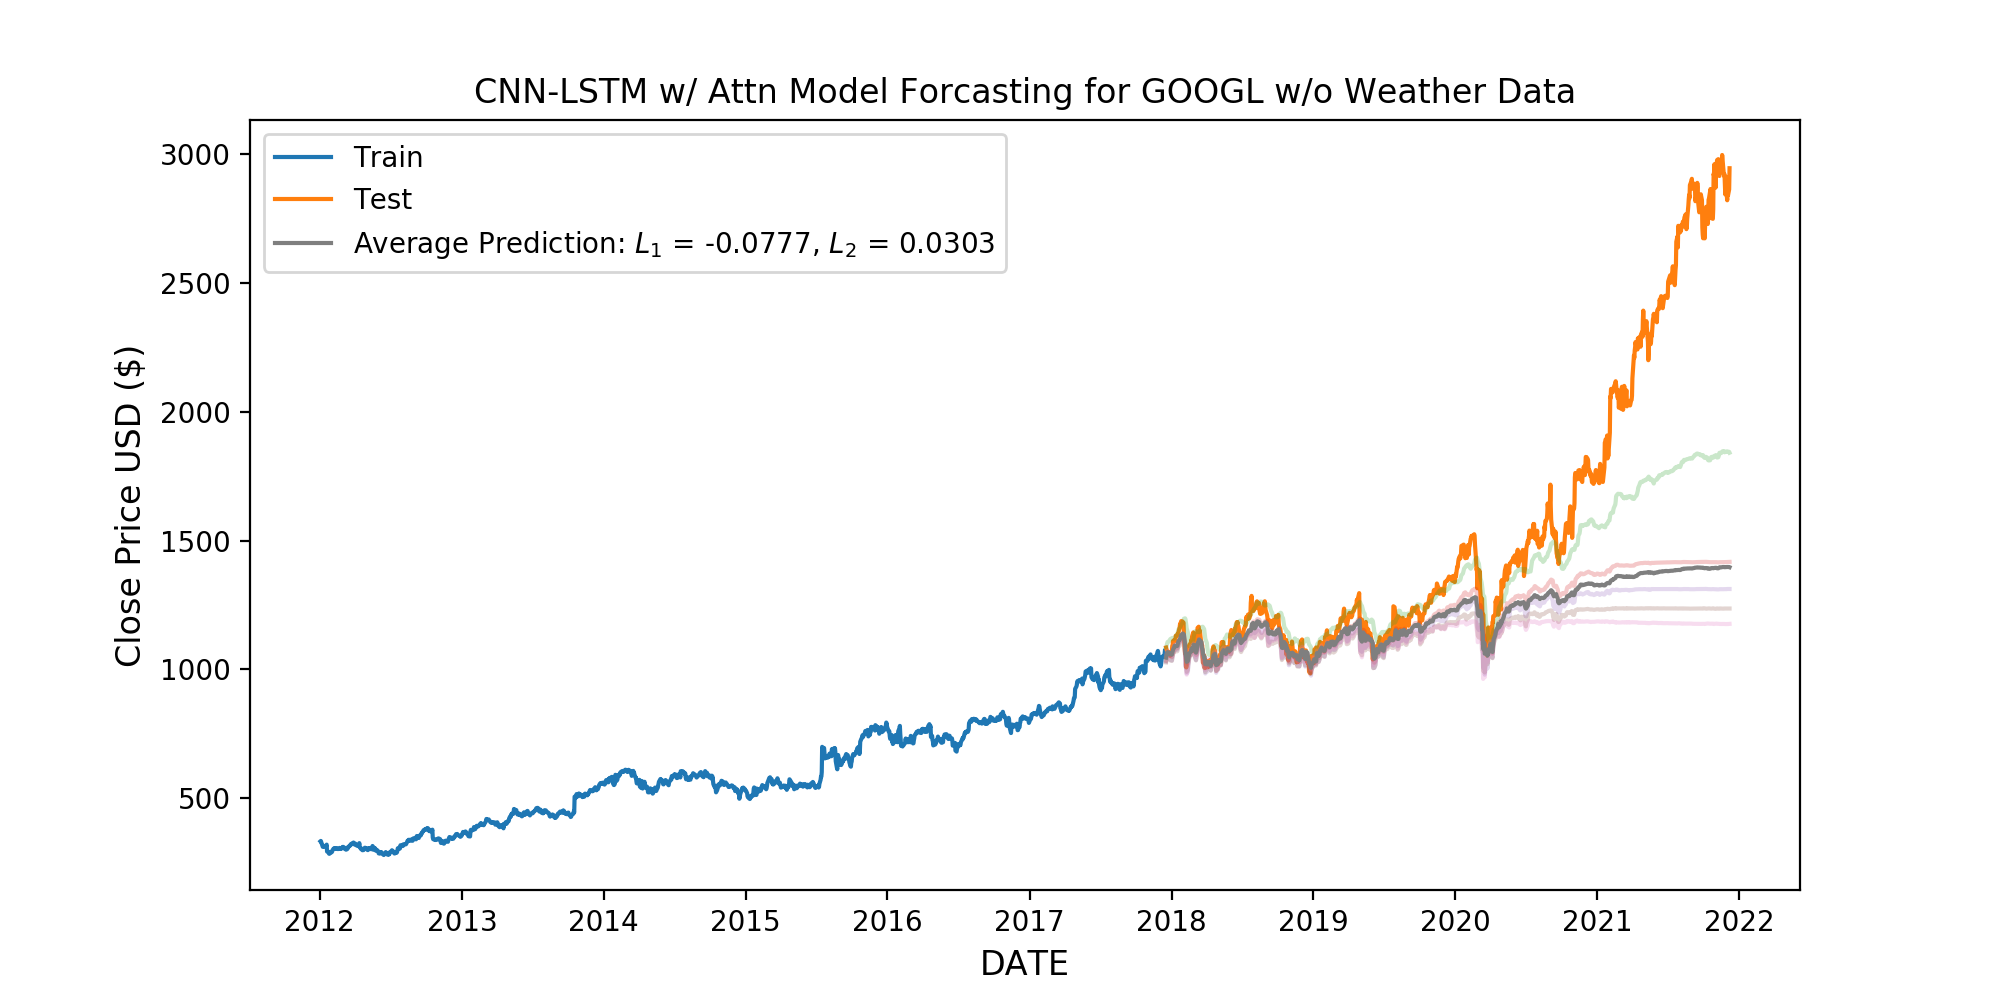 CNN-LSTM w/ Attn Model Forcasting for GOOGL w/o Weather Data
Train
Test
Average Prediction: L₁ = -0.0777, L₂ = 0.0303
Close Price USD ($)
3000
2500
2000
1500
1000
500
2012 2013 2014 2015 2016 2017 2018 2019 2020 2021 2022
DATE